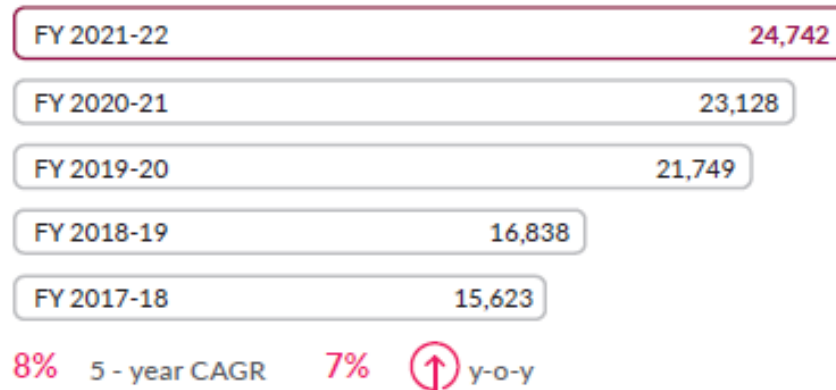 FY 2021-22 24,742
FY 2020-21 23,128
FY 2019-20 21,749
FY 2018-19 16,838
FY 2017-18 15,623
8% 5 - year CAGR 7% ↑ y-o-y